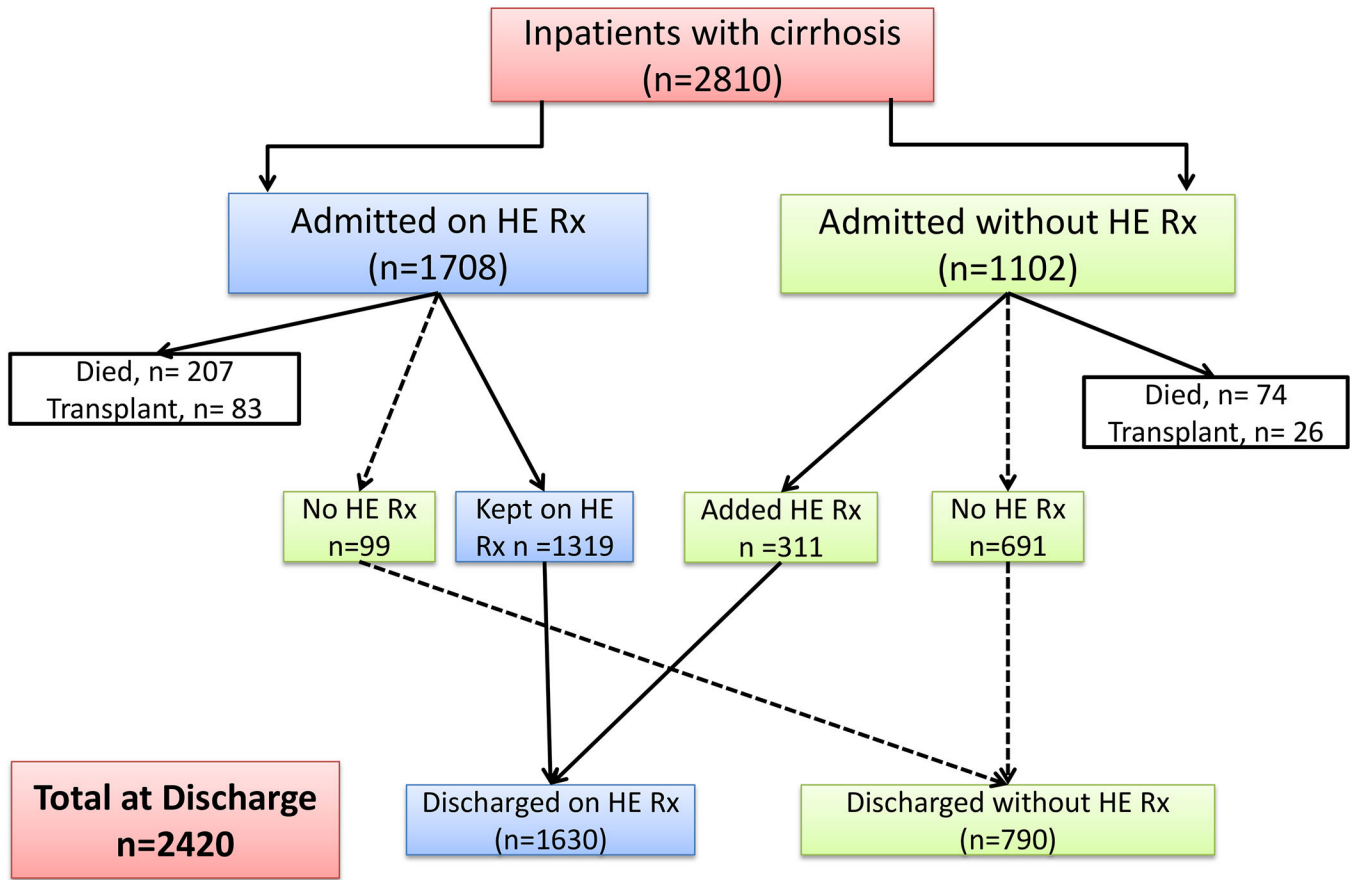 Inpatients with cirrhosis
(n=2810)
Admitted on HE Rx
(n=1708)
Admitted without HE Rx
(n=1102)
Died, n= 207
Transplant, n= 83
Died, n= 74
Transplant, n= 26
No HE Rx
n=99
Kept on HE
Rx n =1319
Added HE Rx
n =311
No HE Rx
n=691
Total at Discharge
n=2420
Discharged on HE Rx
(n=1630)
Discharged without HE Rx
(n=790)